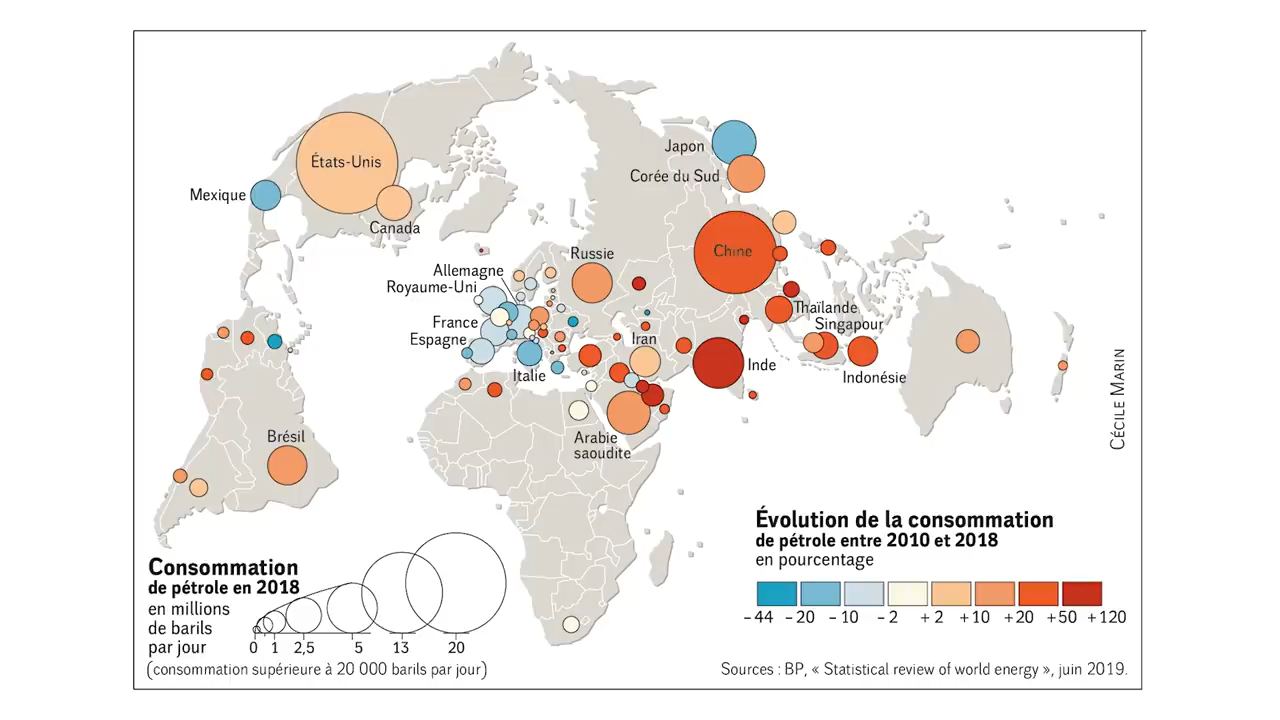 Japon
Corée du Sud
États-Unis
Mexique
Canada
Chine
Russie
Allemagne
Royaume-Uni
Thaïlande
France
Singapour
Espagne
Iran
Inde
Italie
Indonésie
Arabie
saoudite
Brésil
CÉCILE MARIN
Consommation
de pétrole en 2018
en millions
de barils
par jour
0 1 2,5 5 13 20
(consommation supérieure à 20 000 barils par jour)
Évolution de la consommation
de pétrole entre 2010 et 2018
en pourcentage
– 44 – 20 – 10 – 2 + 2 + 10 + 20 + 50 + 120
Sources : BP, « Statistical review of world energy », juin 2019.